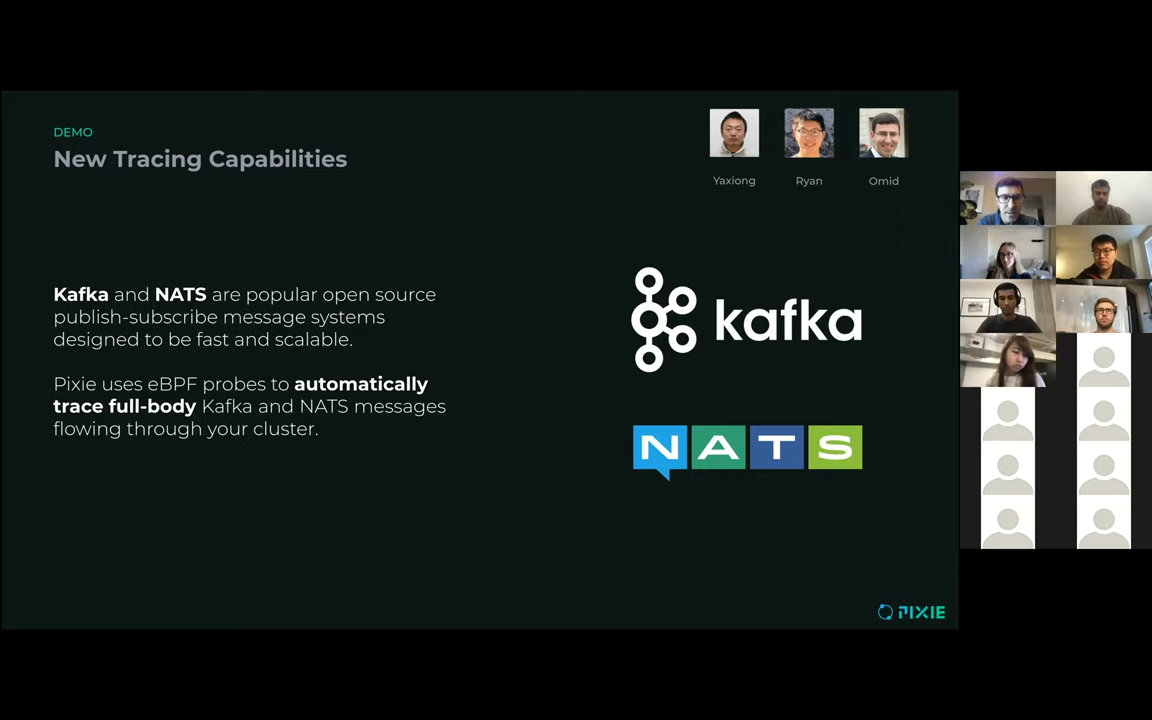 DEMO
New Tracing Capabilities
Yaxiong
Ryan
Omid
Kafka and NATS are popular open source
publish-subscribe message systems
designed to be fast and scalable.
Pixie uses eBPF probes to automatically
trace full-body Kafka and NATS messages
flowing through your cluster.
kafka
NATS
PIXIE